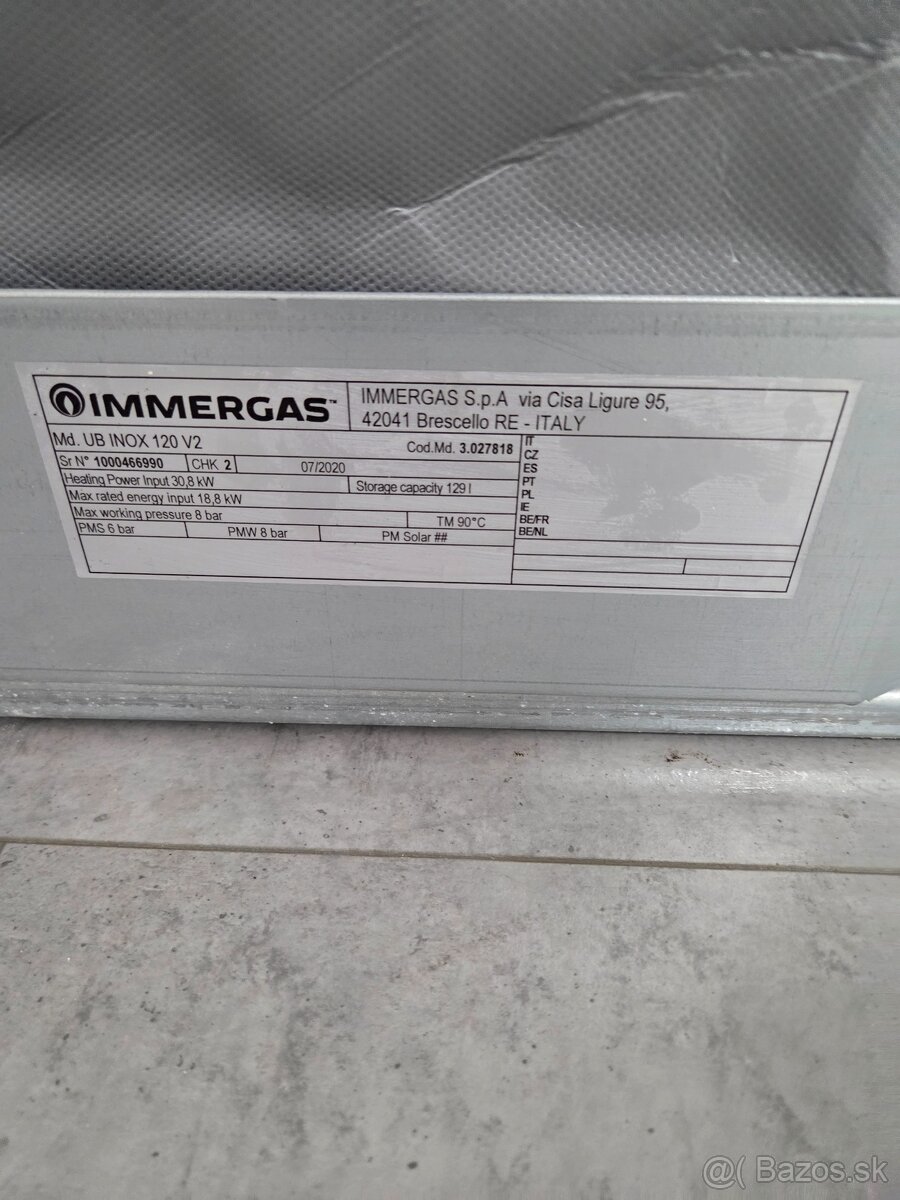 IMMERGAS™
IMMERGAS S.p.A via Cisa Ligure 95,
42041 Brescello RE - ITALY
Md. UB INOX 120 V2
Cod.Md. 3.027818
Sr N° 1000466990 CHK 2 07/2020
Heating Power Input 30,8 kW
Storage capacity 129 l
Max rated energy input 18,8 kW
Max working pressure 8 bar
TM 90°C
PMS 6 bar PMW 8 bar PM Solar ##
IT
CZ
ES
PT
PL
IE
BE/FR
BE/NL
@( Bazos.sk